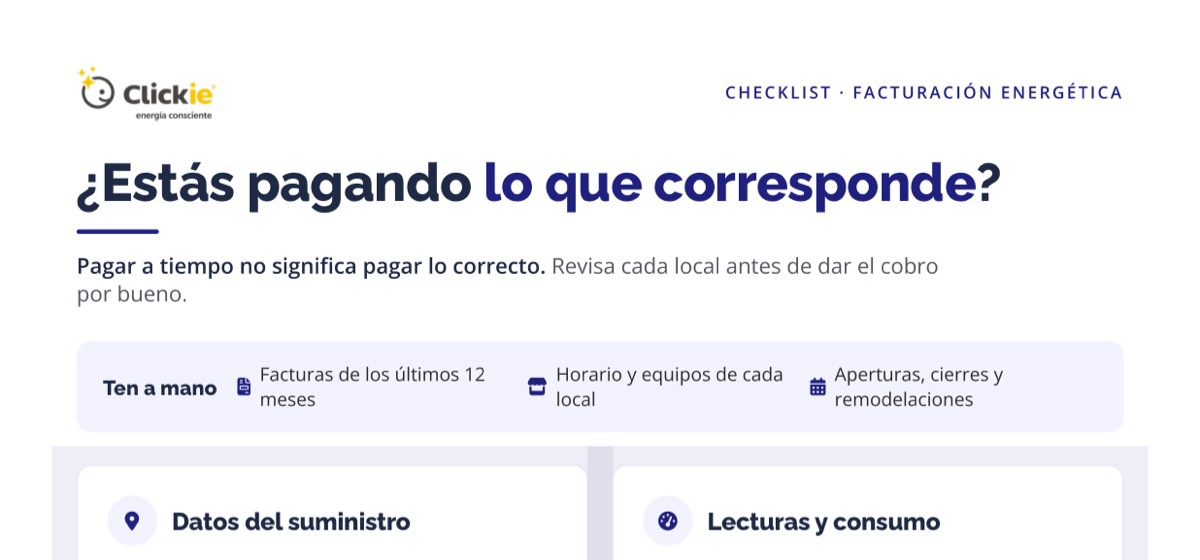 Clickie
energía consciente
CHECKLIST · FACTURACIÓN ENERGÉTICA
¿Estás pagando lo que corresponde?
Pagar a tiempo no significa pagar lo correcto. Revisa cada local antes de dar el cobro
por bueno.
Ten a mano
Facturas de los últimos 12
meses
Horario y equipos de cada
local
Aperturas, cierres y
remodelaciones
Datos del suministro
Lecturas y consumo